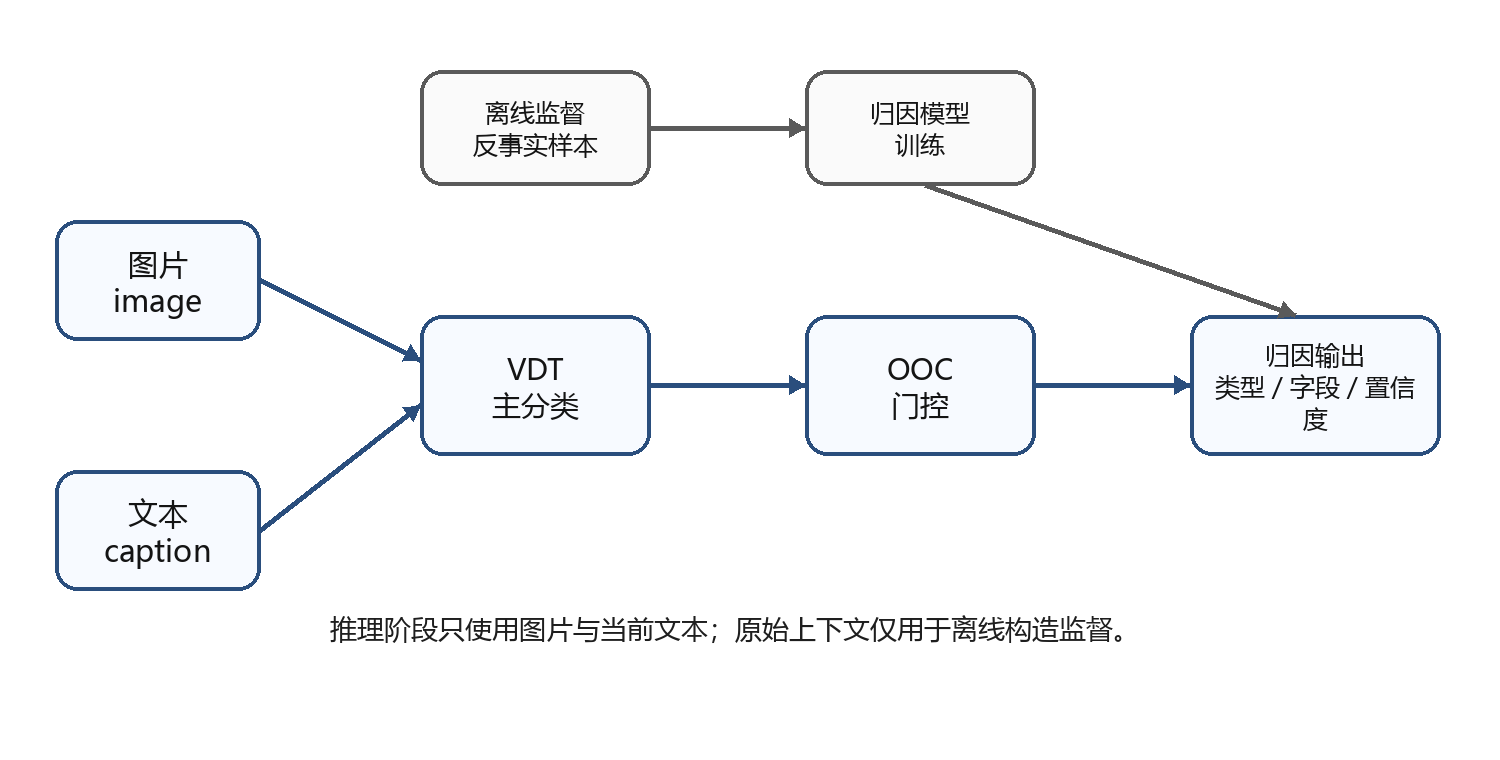 离线监督
反事实样本
归因模型
训练
图片
image
文本
caption
VDT
主分类
OOC
门控
归因输出
类型 / 字段 / 置信
度
推理阶段只使用图片与当前文本；原始上下文仅用于离线构造监督。